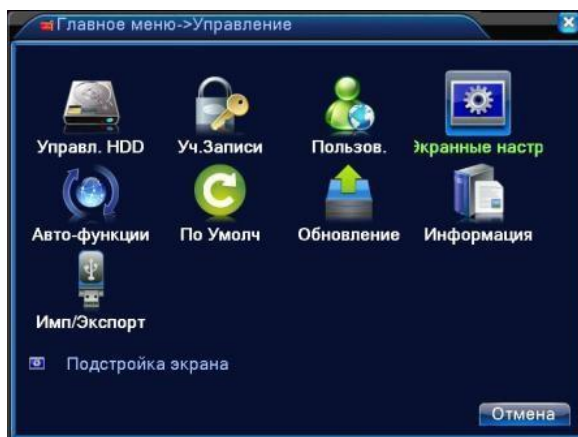 Главное меню->Управление
Управл. HDD Уч.Записи Пользов. Экранные настр
Авто-функции По Умолч Обновление Информация
Имп/Экспорт
Подстройка экрана
Отмена